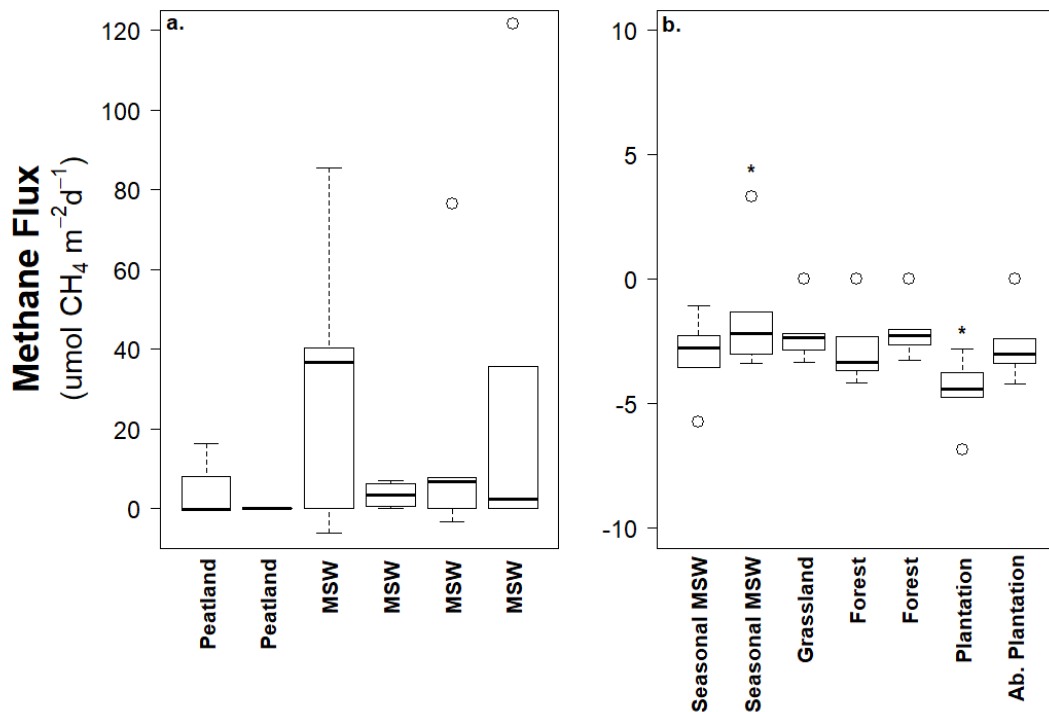 Methane Flux
(umol CH₄ m⁻²d⁻¹)
a.
120
100
80
60
40
20
0
Peatland
Peatland
MSW
MSW
MSW
MSW
b.
10
5
0
-5
-10
*
*
Seasonal MSW
Seasonal MSW
Grassland
Forest
Forest
Plantation
Ab. Plantation